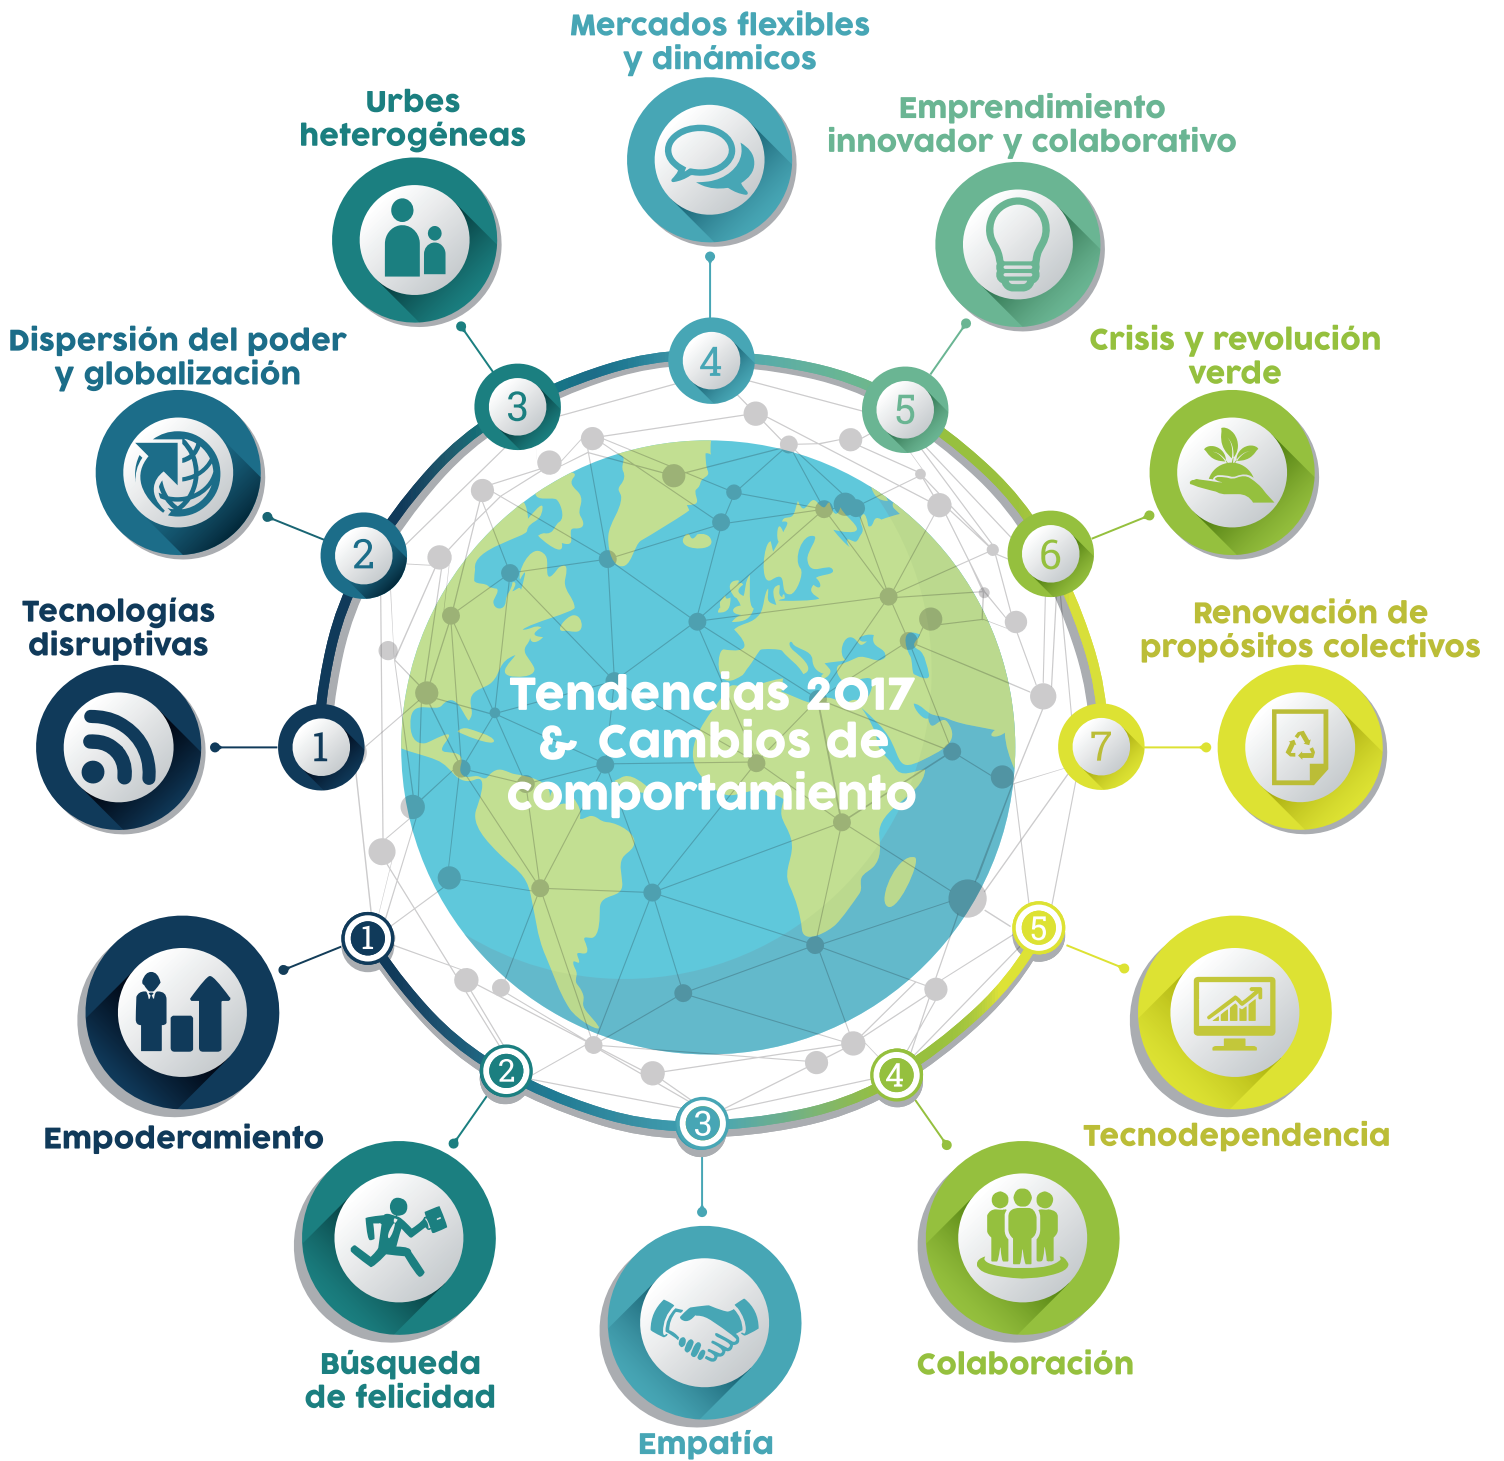 Mercados flexibles
y dinámicos
Urbes
heterogéneas
Emprendimiento
innovador y colaborativo
Dispersión del poder
y globalización
Crisis y revolución
verde
Tecnologías
disruptivas
Renovación de
propósitos colectivos
1
2
3
4
5
6
7
Tendencias 2017
& Cambios de
comportamiento
1
2
3
4
5
Empoderamiento
Tecnodependencia
Búsqueda
de felicidad
Colaboración
Empatía